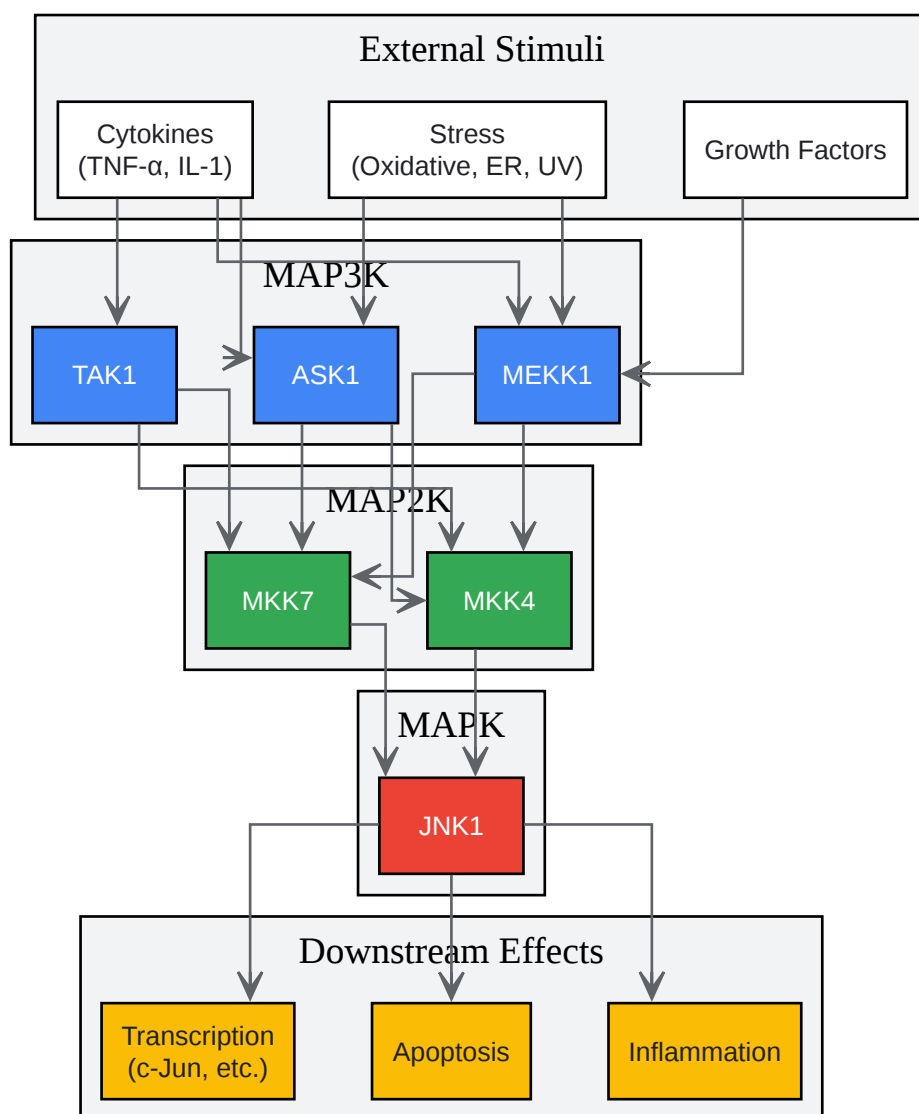 External Stimuli
Cytokines
(TNF-α, IL-1)
Stress
(Oxidative, ER, UV)
Growth Factors
MAP3K
TAK1
ASK1
MEKK1
MAP2K
MKK7
MKK4
MAPK
JNK1
Downstream Effects
Transcription
(c-Jun, etc.)
Apoptosis
Inflammation